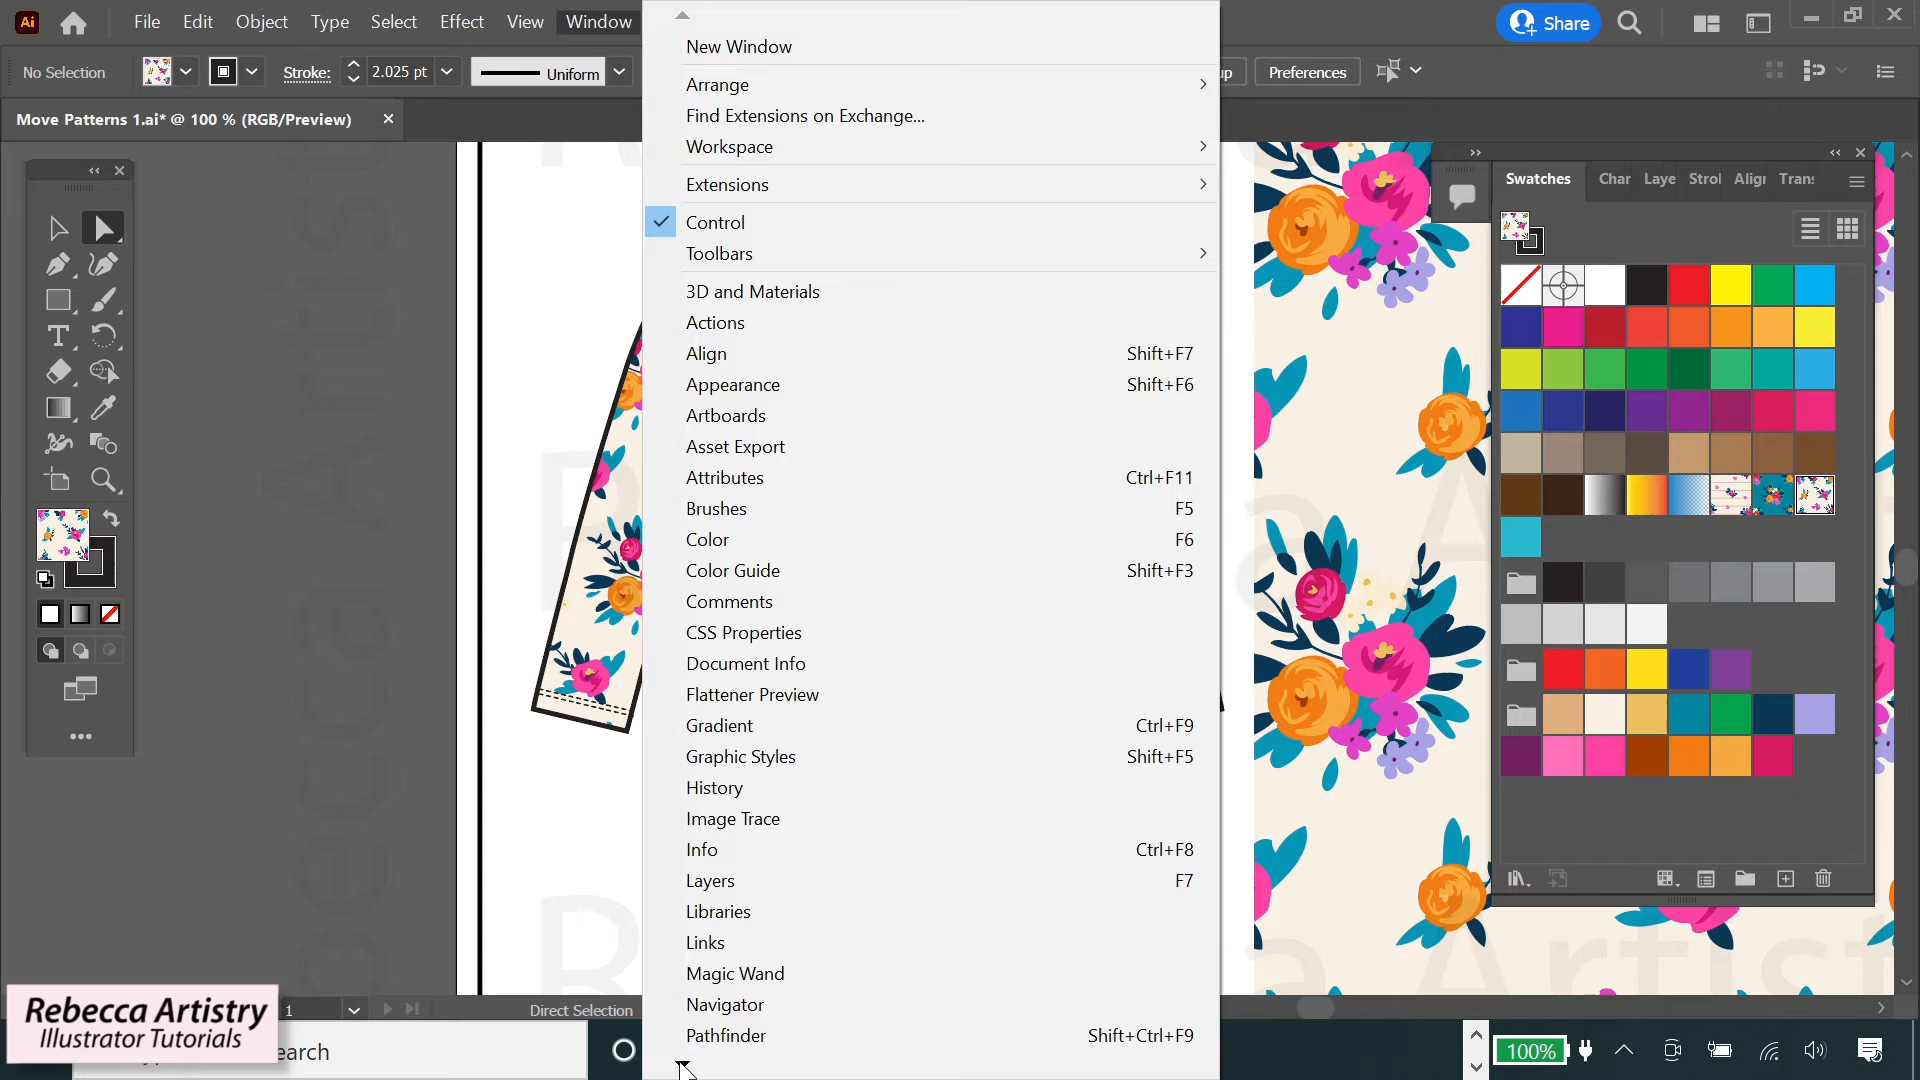 Ai File Edit Object Type Select Effect View Window Share
No Selection Stroke: 2.025 pt Uniform Preferences
Move Patterns 1.ai* @ 100 % (RGB/Preview)
New Window
Arrange
Find Extensions on Exchange...
Workspace
Extensions
Control
Toolbars
3D and Materials
Actions
Align Shift+F7
Appearance Shift+F6
Artboards
Asset Export
Attributes Ctrl+F11
Brushes F5
Color F6
Color Guide Shift+F3
Comments
CSS Properties
Document Info
Flattener Preview
Gradient Ctrl+F9
Graphic Styles Shift+F5
History
Image Trace
Info Ctrl+F8
Layers F7
Libraries
Links
Magic Wand
Navigator
Pathfinder Shift+Ctrl+F9
Swatches Char Laye Strol Align Trans
1 Direct Selection
Rebecca Artistry
Illustrator Tutorials
earch
100%